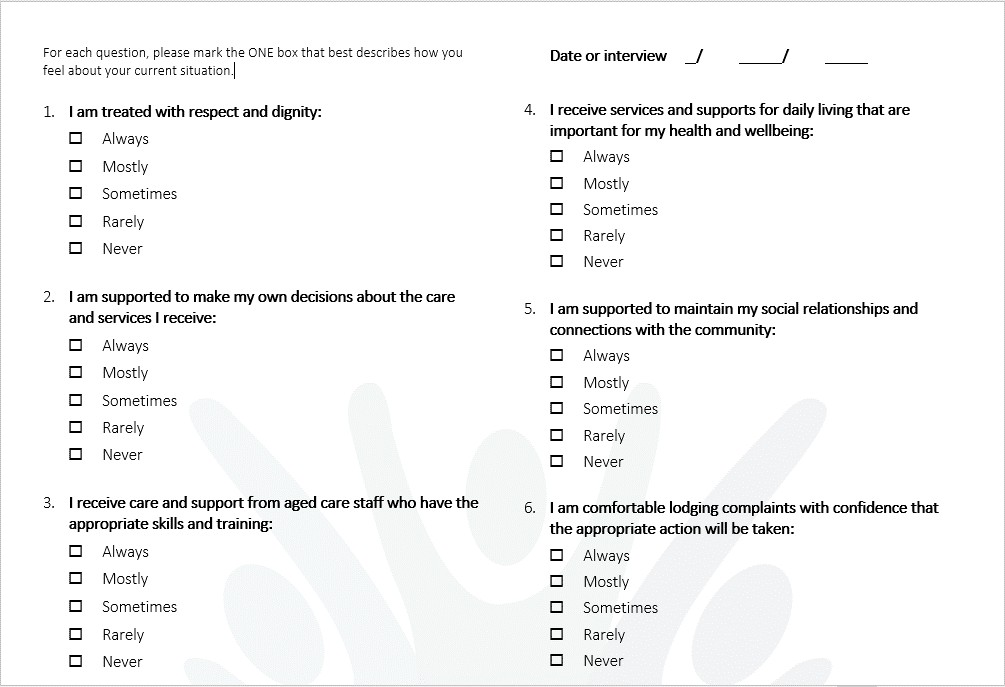 For each question, please mark the ONE box that best describes how you
feel about your current situation.
1. I am treated with respect and dignity:
☐ Always
☐ Mostly
☐ Sometimes
☐ Rarely
☐ Never
2. I am supported to make my own decisions about the care
and services I receive:
☐ Always
☐ Mostly
☐ Sometimes
☐ Rarely
☐ Never
3. I receive care and support from aged care staff who have the
appropriate skills and training:
☐ Always
☐ Mostly
☐ Sometimes
☐ Rarely
☐ Never
Date or interview _/ _____/ _____
4. I receive services and supports for daily living that are
important for my health and wellbeing:
☐ Always
☐ Mostly
☐ Sometimes
☐ Rarely
☐ Never
5. I am supported to maintain my social relationships and
connections with the community:
☐ Always
☐ Mostly
☐ Sometimes
☐ Rarely
☐ Never
6. I am comfortable lodging complaints with confidence that
the appropriate action will be taken:
☐ Always
☐ Mostly
☐ Sometimes
☐ Rarely
☐ Never